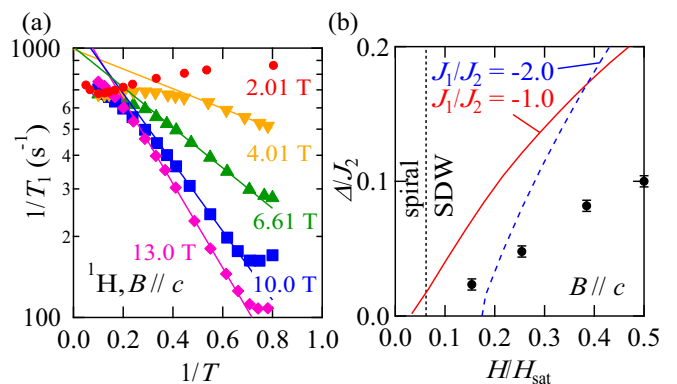 (a)
1000
6
5
4
3
2
100
1/T₁ (s⁻¹)
2.01 T
4.01 T
6.61 T
13.0 T
10.0 T
¹H, B // c
0.0 0.2 0.4 0.6 0.8 1.0
1/T
(b)
0.2
0.1
0.0
Δ/J₂
J₁/J₂ = -2.0
J₁/J₂ = -1.0
spiral
SDW
B // c
0.0 0.1 0.2 0.3 0.4 0.5
H/Hsat